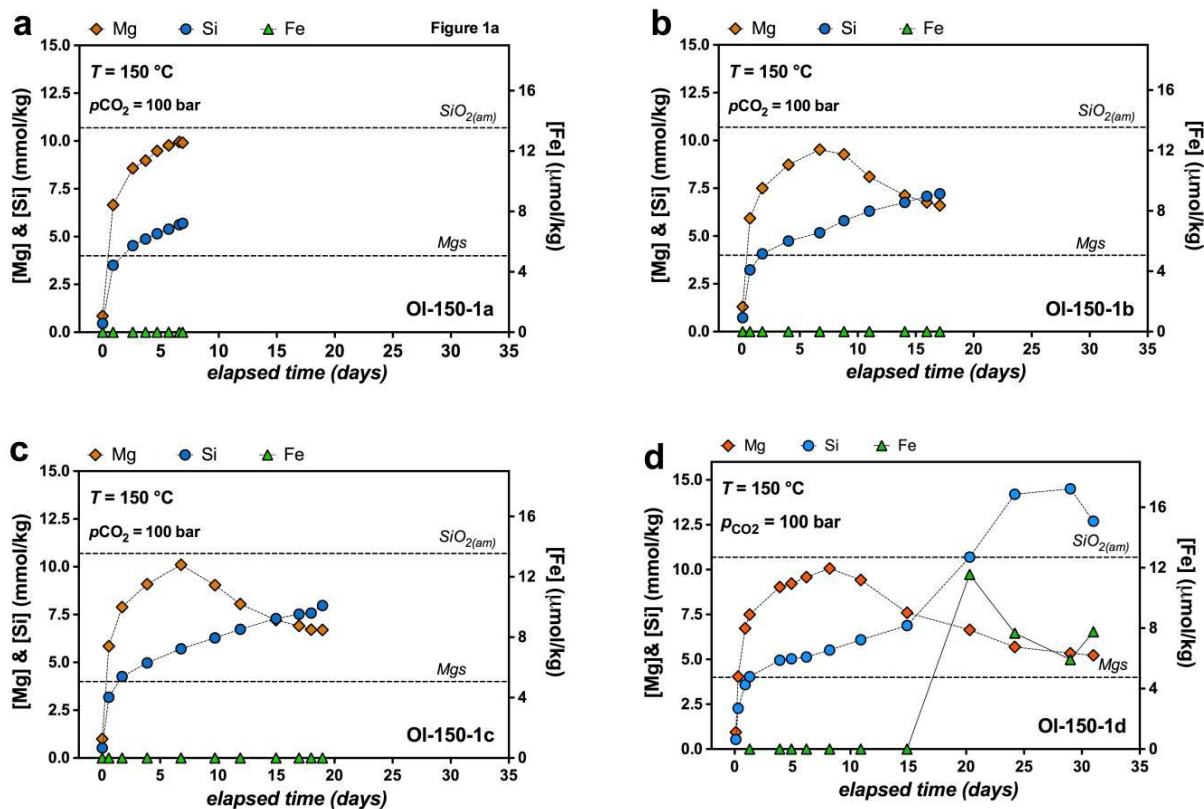 a
Mg Si Fe Figure 1a
T = 150 °C
pCO2 = 100 bar
SiO2(am)
Mgs
Ol-150-1a
[Mg] & [Si] (mmol/kg)
15.0
12.5
10.0
7.5
5.0
2.5
0.0
[Fe] (μmol/kg)
16
12
8
4
0
0 5 10 15 20 25 30 35
elapsed time (days)
b
Mg Si Fe
T = 150 °C
pCO2 = 100 bar
SiO2(am)
Mgs
Ol-150-1b
[Mg] & [Si] (mmol/kg)
15.0
12.5
10.0
7.5
5.0
2.5
0.0
[Fe] (μmol/kg)
16
12
8
4
0
0 5 10 15 20 25 30 35
elapsed time (days)
c
Mg Si Fe
T = 150 °C
pCO2 = 100 bar
SiO2(am)
Mgs
Ol-150-1c
[Mg] & [Si] (mmol/kg)
15.0
12.5
10.0
7.5
5.0
2.5
0.0
[Fe] (μmol/kg)
16
12
8
4
0
0 5 10 15 20 25 30 35
elapsed time (days)
d
Mg Si Fe
T = 150 °C
pCO2 = 100 bar
SiO2(am)
Mgs
Ol-150-1d
[Mg]& [Si] (mmol/kg)
15.0
12.5
10.0
7.5
5.0
2.5
0.0
[Fe] (μmol/kg)
16
12
8
4
0
0 5 10 15 20 25 30 35
elapsed time (days)